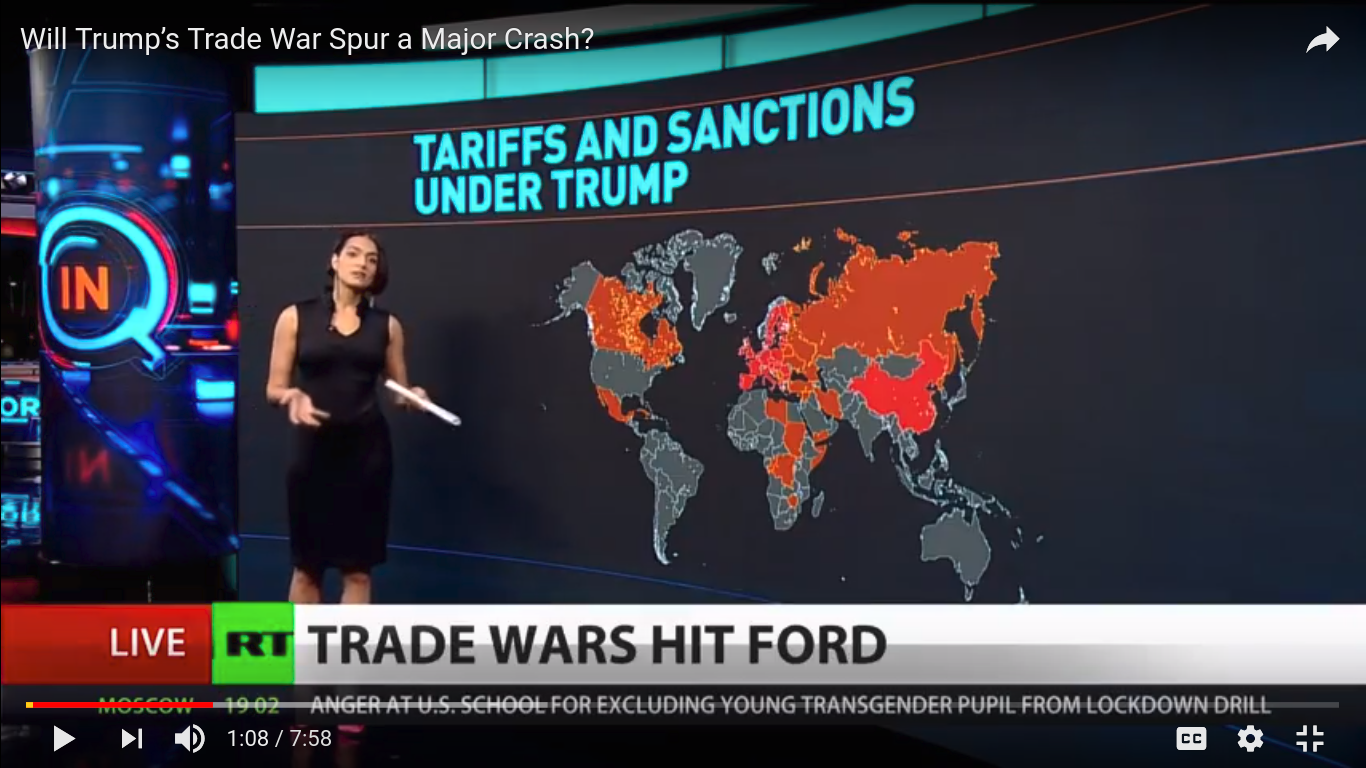 Will Trump’s Trade War Spur a Major Crash?
TARIFFS AND SANCTIONS
UNDER TRUMP
IN
OR
LIVE
RT
TRADE WARS HIT FORD
MOSCOW 19 02 ANGER AT U.S. SCHOOL FOR EXCLUDING YOUNG TRANSGENDER PUPIL FROM LOCKDOWN DRILL
1:08 / 7:58
CC